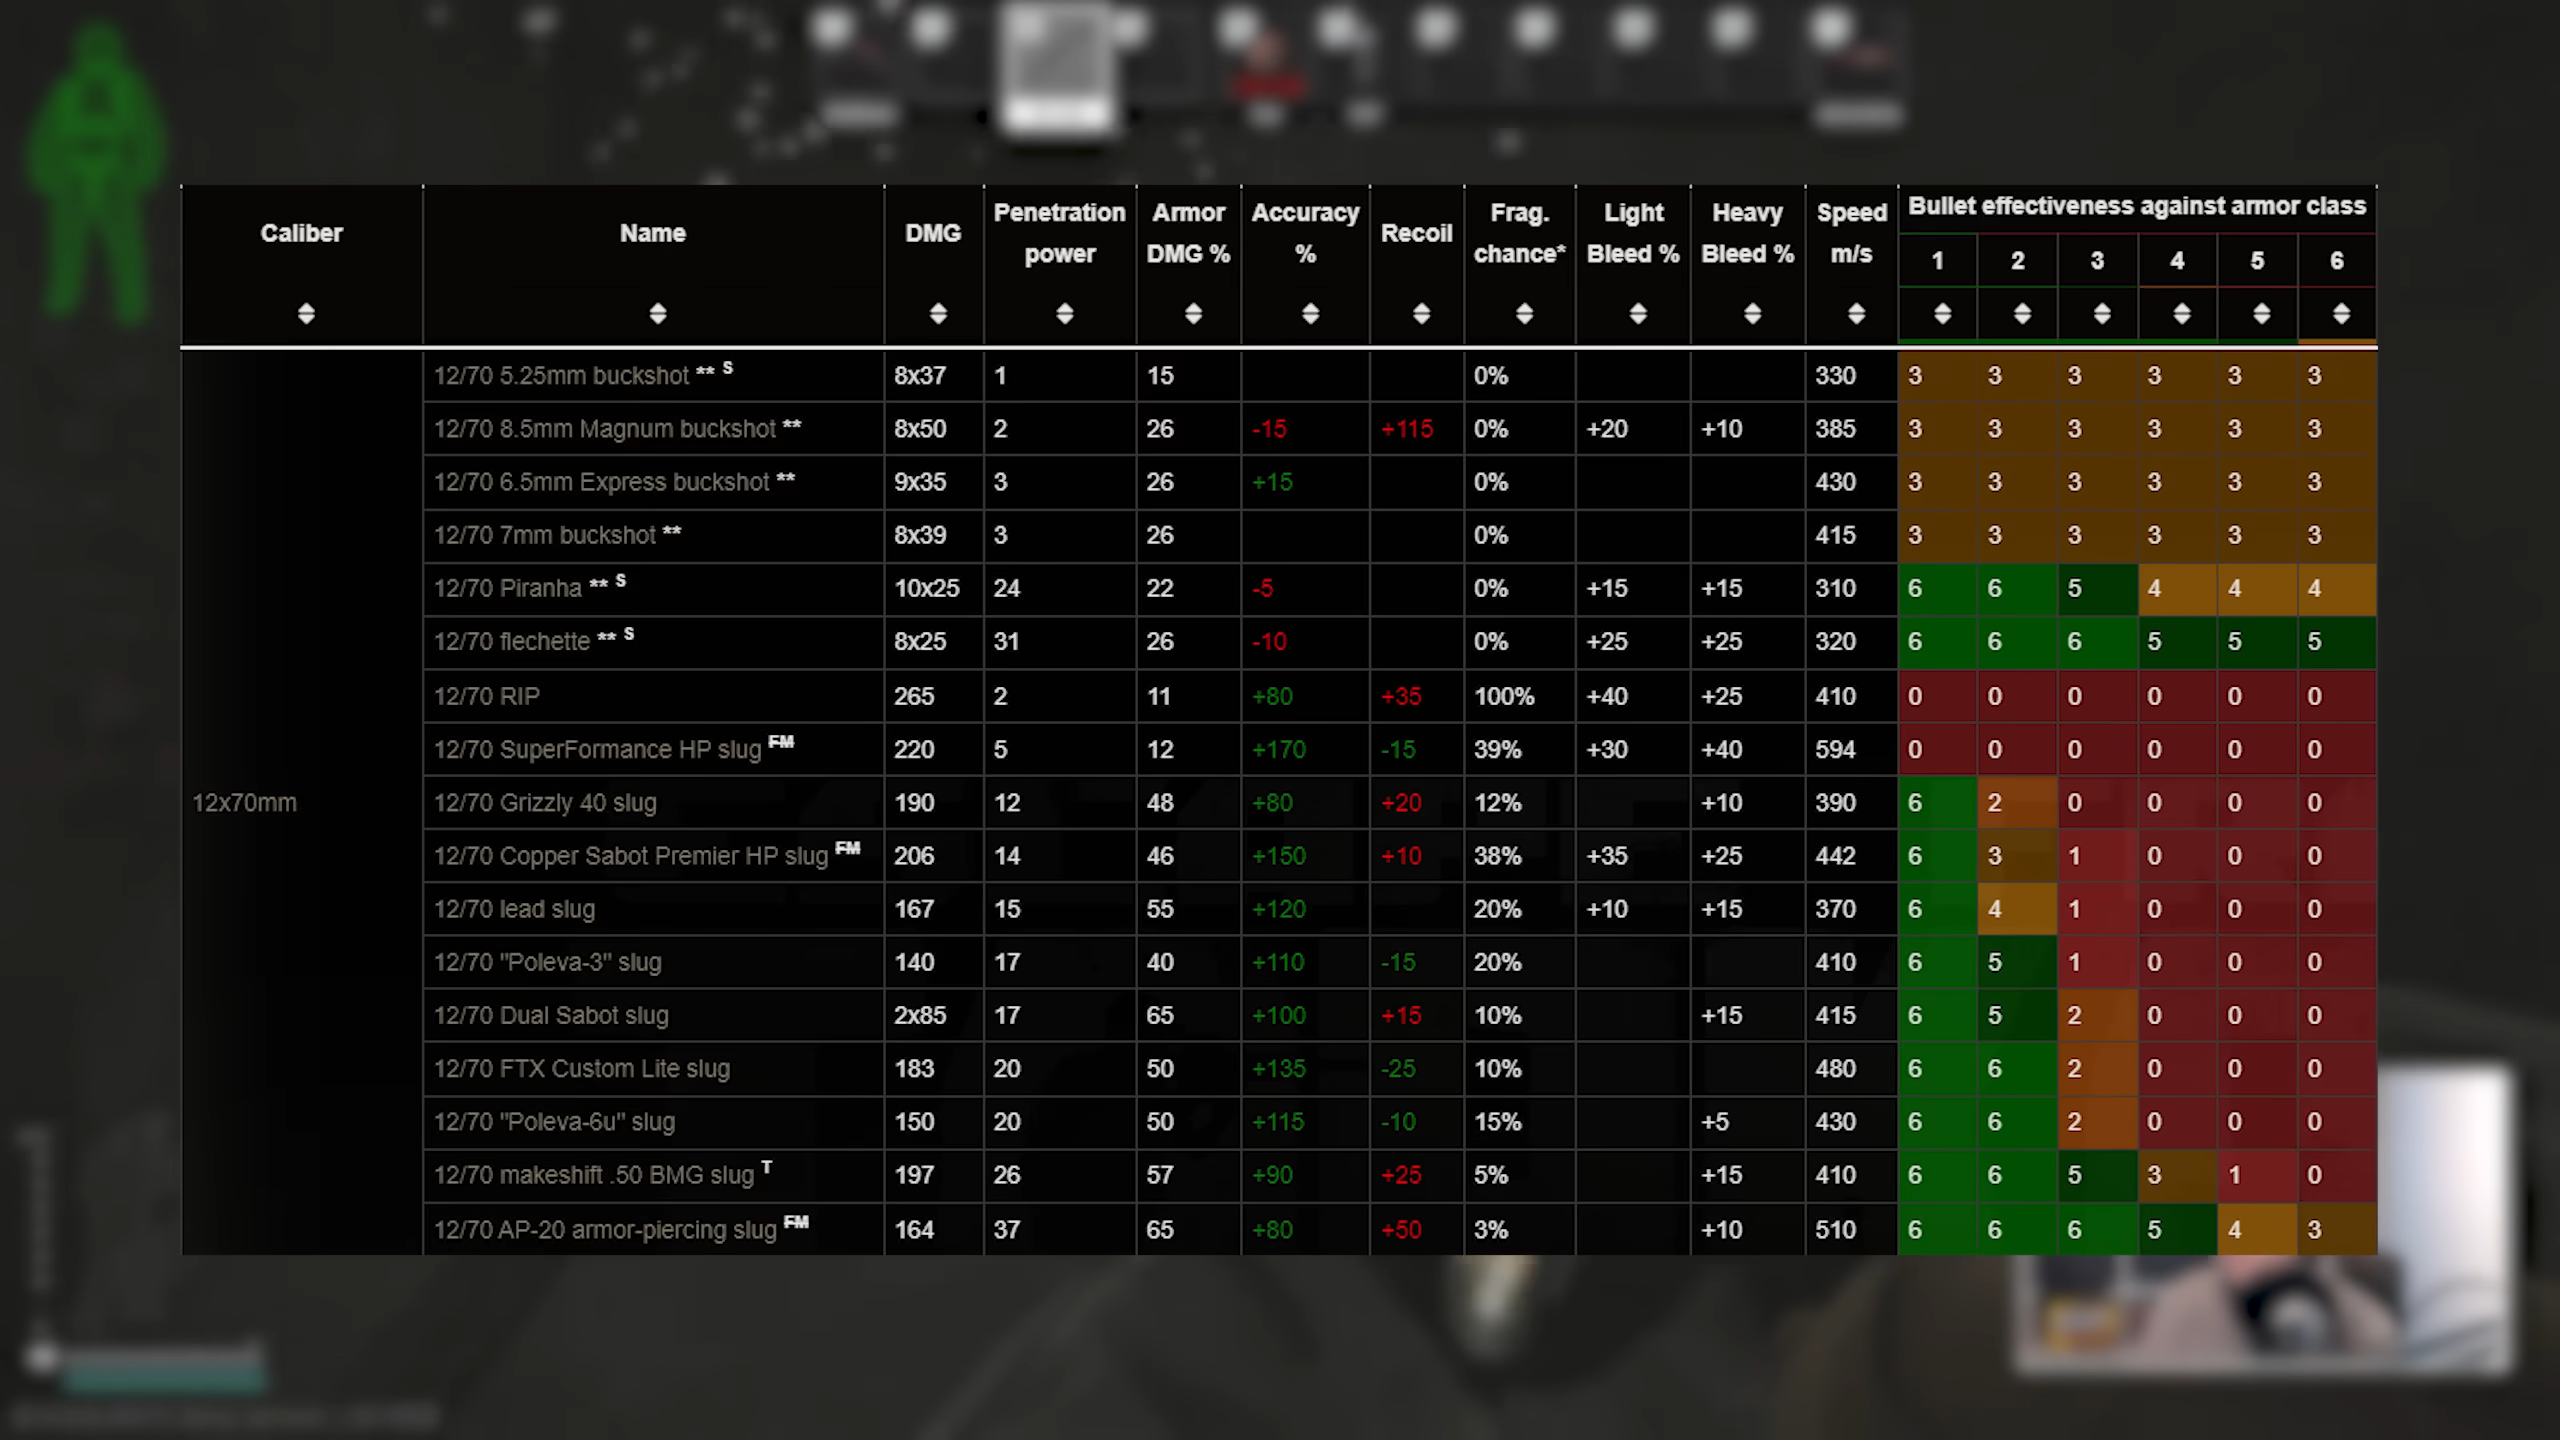 Caliber Name DMG Penetration power Armor DMG % Accuracy % Recoil Frag. chance* Light Bleed % Heavy Bleed % Speed m/s Bullet effectiveness against armor class
1 2 3 4 5 6
12x70mm
12/70 5.25mm buckshot ** S 8x37 1 15 0% 330 3 3 3 3 3 3
12/70 8.5mm Magnum buckshot ** 8x50 2 26 -15 +115 0% +20 +10 385 3 3 3 3 3 3
12/70 6.5mm Express buckshot ** 9x35 3 26 +15 0% 430 3 3 3 3 3 3
12/70 7mm buckshot ** 8x39 3 26 0% 415 3 3 3 3 3 3
12/70 Piranha ** S 10x25 24 22 -5 0% +15 +15 310 6 6 5 4 4 4
12/70 flechette ** S 8x25 31 26 -10 0% +25 +25 320 6 6 6 5 5 5
12/70 RIP 265 2 11 +80 +35 100% +40 +25 410 0 0 0 0 0 0
12/70 SuperFormance HP slug FM 220 5 12 +170 -15 39% +30 +40 594 0 0 0 0 0 0
12/70 Grizzly 40 slug 190 12 48 +80 +20 12% +10 390 6 2 0 0 0 0
12/70 Copper Sabot Premier HP slug FM 206 14 46 +150 +10 38% +35 +25 442 6 3 1 0 0 0
12/70 lead slug 167 15 55 +120 20% +10 +15 370 6 4 1 0 0 0
12/70 "Poleva-3" slug 140 17 40 +110 -15 20% 410 6 5 1 0 0 0
12/70 Dual Sabot slug 2x85 17 65 +100 +15 10% +15 415 6 5 2 0 0 0
12/70 FTX Custom Lite slug 183 20 50 +135 -25 10% 480 6 6 2 0 0 0
12/70 "Poleva-6u" slug 150 20 50 +115 -10 15% +5 430 6 6 2 0 0 0
12/70 makeshift .50 BMG slug T 197 26 57 +90 +25 5% +15 410 6 6 5 3 1 0
12/70 AP-20 armor-piercing slug FM 164 37 65 +80 +50 3% +10 510 6 6 6 5 4 3